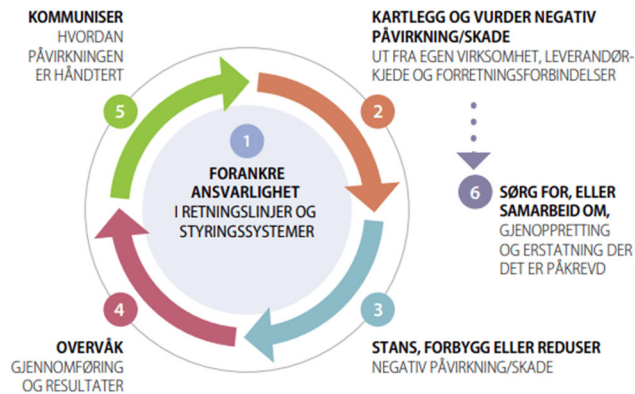 1
FORANKRE
ANSVARLIGHET
I RETNINGSLINJER OG
STYRINGSSYSTEMER
2
KARTLEGG OG VURDER NEGATIV
PÅVIRKNING/SKADE
UT FRA EGEN VIRKSOMHET, LEVERANDØR-
KJEDE OG FORRETNINGSFORBINDELSER
3
STANS, FORBYGG ELLER REDUSER
NEGATIV PÅVIRKNING/SKADE
4
OVERVÅK
GJENNOMFØRING
OG RESULTATER
5
KOMMUNISER
HVORDAN
PÅVIRKNINGEN
ER HÅNDTERT
6
SØRG FOR, ELLER
SAMARBEID OM,
GJENOPPRETTING
OG ERSTATNING DER
DET ER PÅKREVD